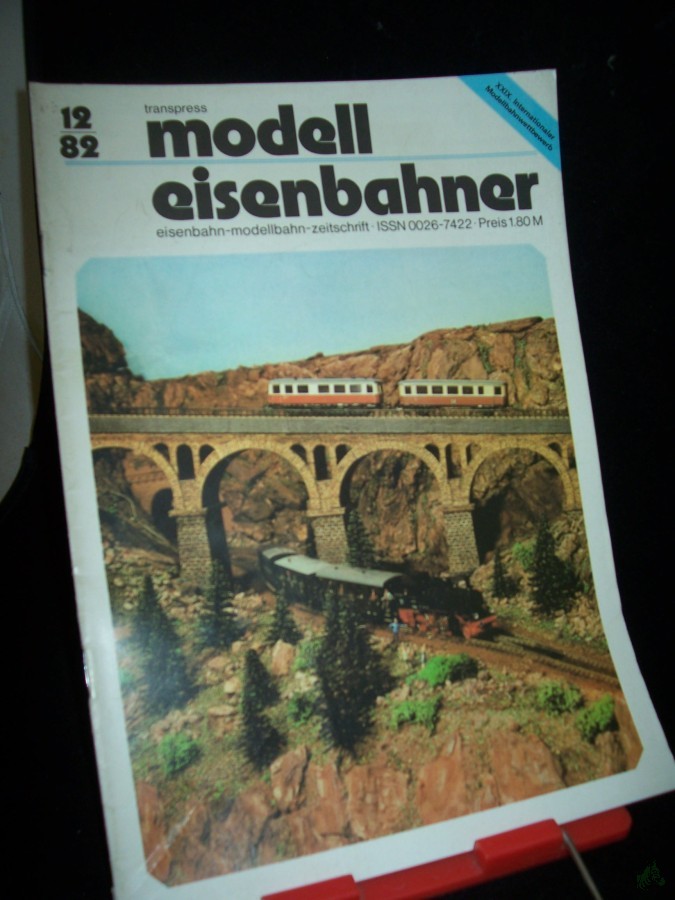 12
82
transpress
modell
eisenbahner
eisenbahn-modellbahn-zeitschrift · ISSN 0026-7422 · Preis 1.80 M
XXIX. Internationaler
Modellbahnwettbewerb